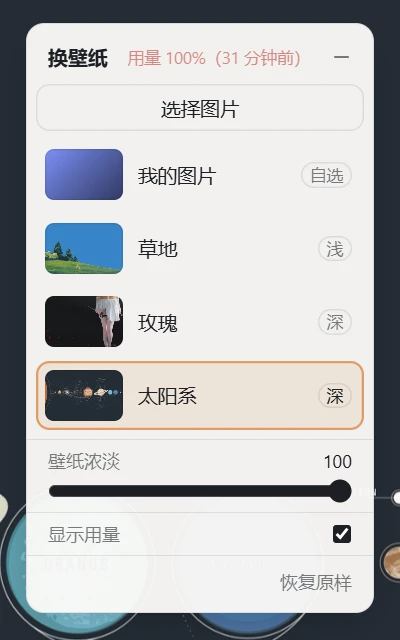 换壁纸 用量 100%（31 分钟前）
选择图片
我的图片 自选
草地 浅
玫瑰 深
太阳系 深
壁纸浓淡 100
显示用量
恢复原样